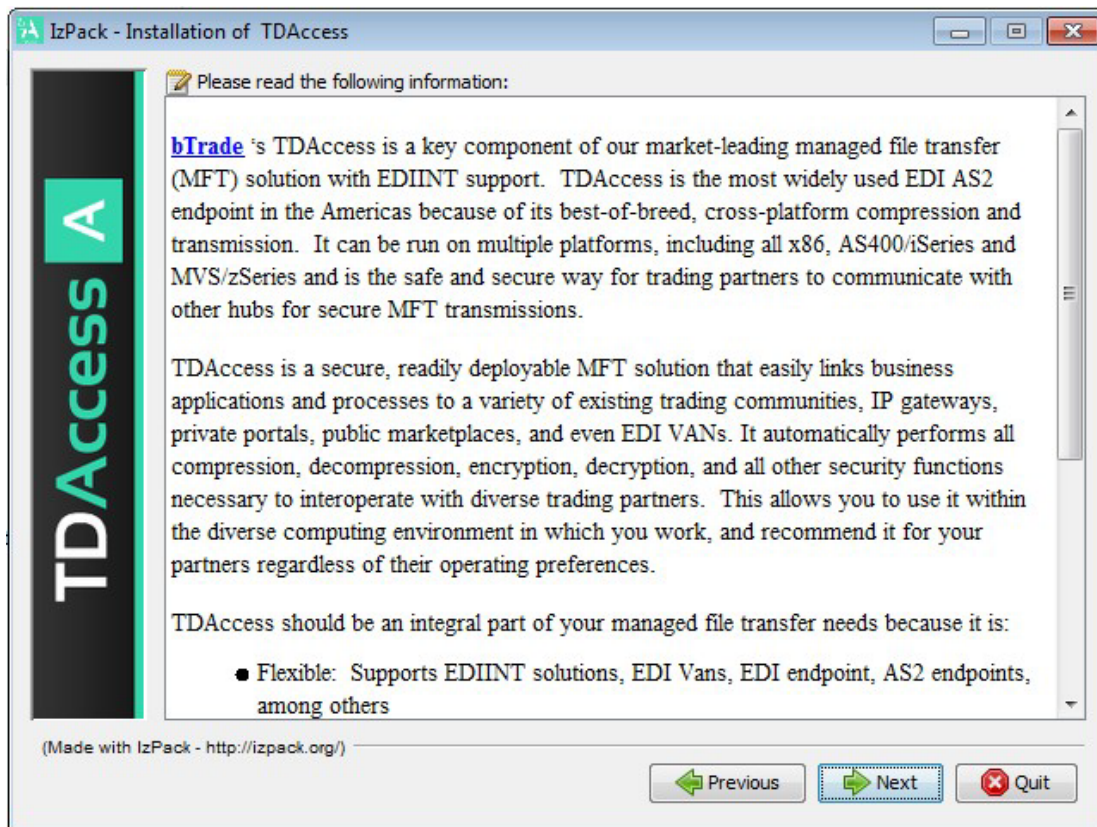 IzPack - Installation of TDAccess
Please read the following information:
bTrade 's TDAccess is a key component of our market-leading managed file transfer
(MFT) solution with EDIINT support. TDAccess is the most widely used EDI AS2
endpoint in the Americas because of its best-of-breed, cross-platform compression and
transmission. It can be run on multiple platforms, including all x86, AS400/iSeries and
MVS/zSeries and is the safe and secure way for trading partners to communicate with
other hubs for secure MFT transmissions.
TDAccess is a secure, readily deployable MFT solution that easily links business
applications and processes to a variety of existing trading communities, IP gateways,
private portals, public marketplaces, and even EDI VANs. It automatically performs all
compression, decompression, encryption, decryption, and all other security functions
necessary to interoperate with diverse trading partners. This allows you to use it within
the diverse computing environment in which you work, and recommend it for your
partners regardless of their operating preferences.
TDAccess should be an integral part of your managed file transfer needs because it is:
● Flexible: Supports EDIINT solutions, EDI Vans, EDI endpoint, AS2 endpoints,
among others
TDAccess A
(Made with IzPack - http://izpack.org/)
Previous
Next
Quit